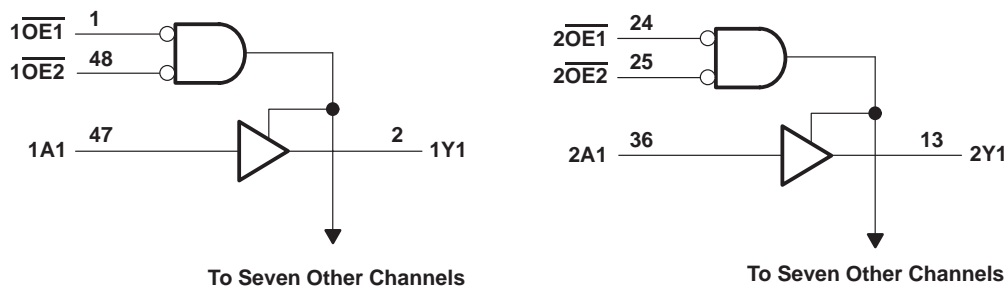 1OE1 1
1OE2 48
1A1 47 2 1Y1
To Seven Other Channels
2OE1 24
2OE2 25
2A1 36 13 2Y1
To Seven Other Channels